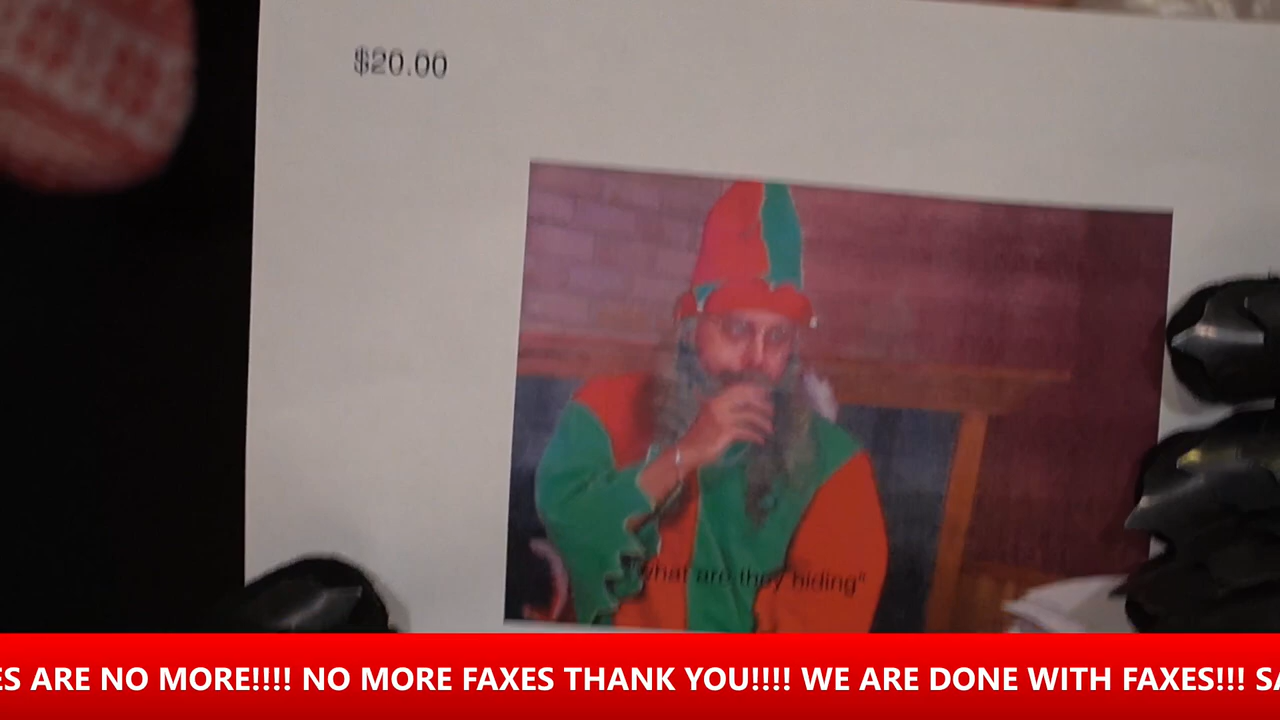 $20.00
"what are they hiding"
ES ARE NO MORE!!!! NO MORE FAXES THANK YOU!!!! WE ARE DONE WITH FAXES!!! SA